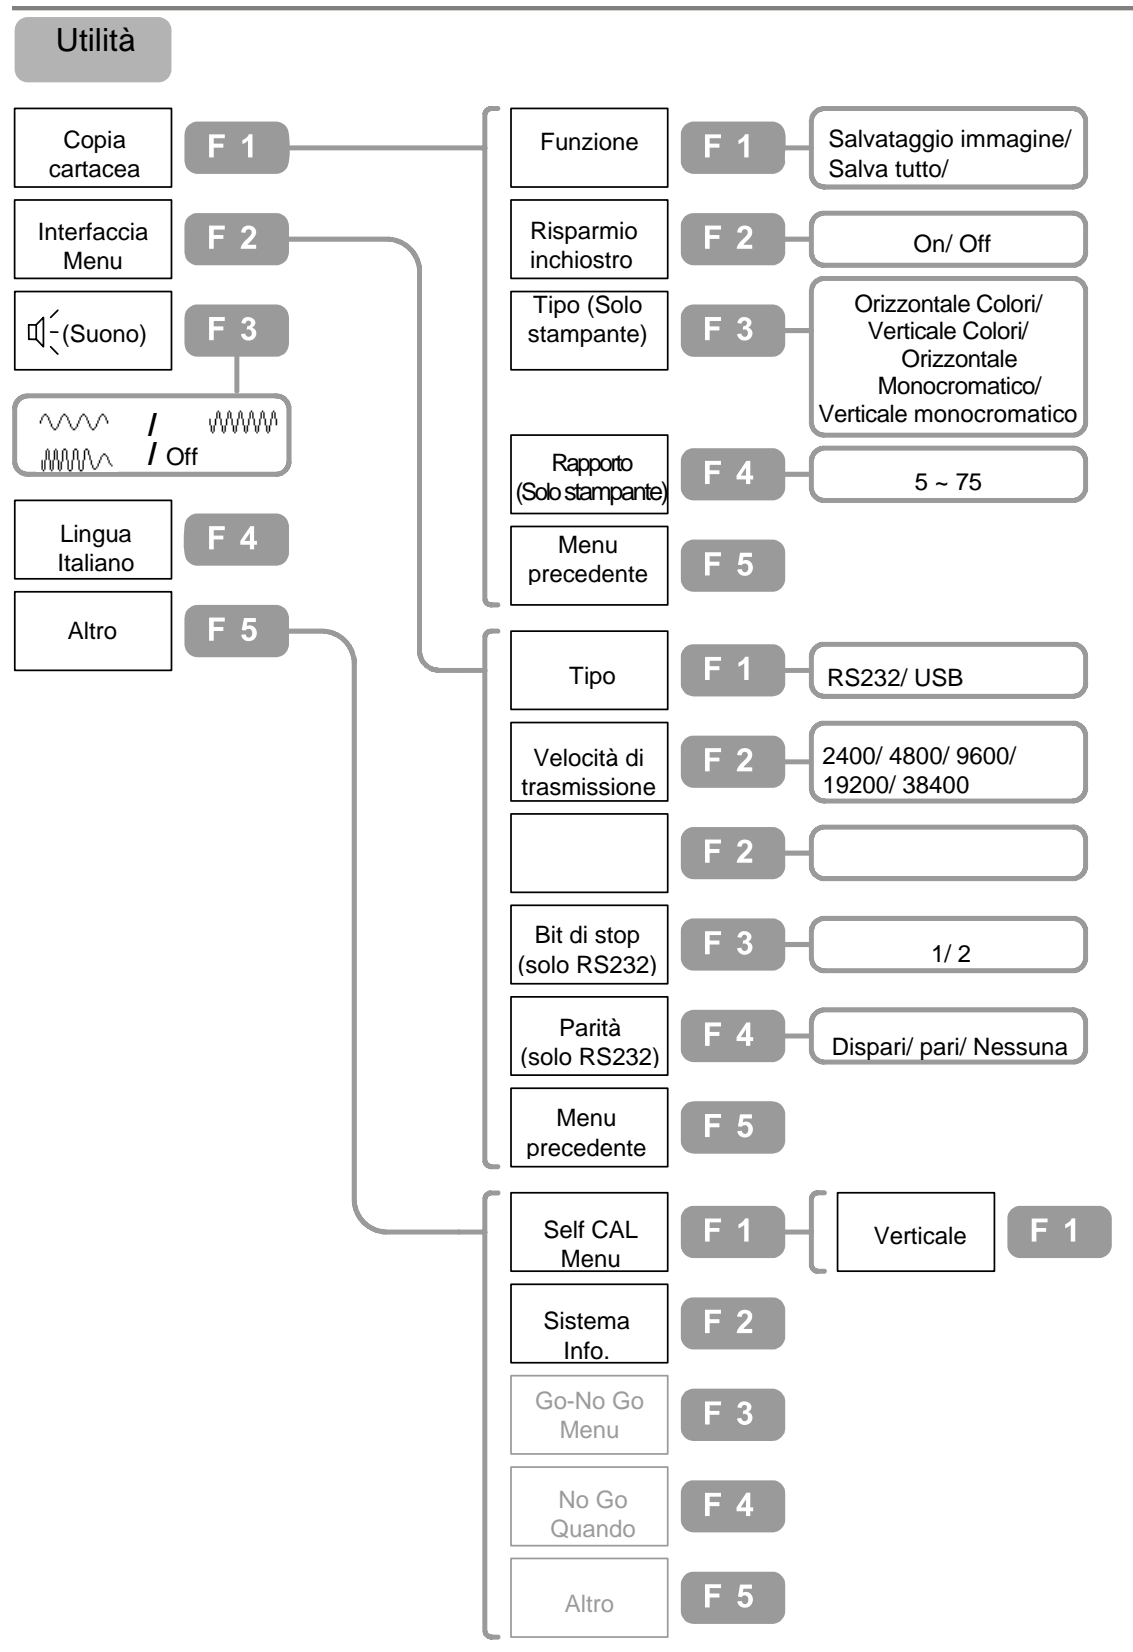 Utilità
Copia
cartacea
F 1
Interfaccia
Menu
F 2
(Suono)
F 3
/
/ Off
Lingua
Italiano
F 4
Altro
F 5
Funzione
F 1
Salvataggio immagine/
Salva tutto/
Risparmio
inchiostro
F 2
On/ Off
Tipo (Solo
stampante)
F 3
Orizzontale Colori/
Verticale Colori/
Orizzontale
Monocromatico/
Verticale monocromatico
Rapporto
(Solo stampante)
F 4
5 ~ 75
Menu
precedente
F 5
Tipo
F 1
RS232/ USB
Velocità di
trasmissione
F 2
2400/ 4800/ 9600/
19200/ 38400
F 2
Bit di stop
(solo RS232)
F 3
1/ 2
Parità
(solo RS232)
F 4
Dispari/ pari/ Nessuna
Menu
precedente
F 5
Self CAL
Menu
F 1
Verticale
F 1
Sistema
Info.
F 2
Go-No Go
Menu
F 3
No Go
Quando
F 4
Altro
F 5